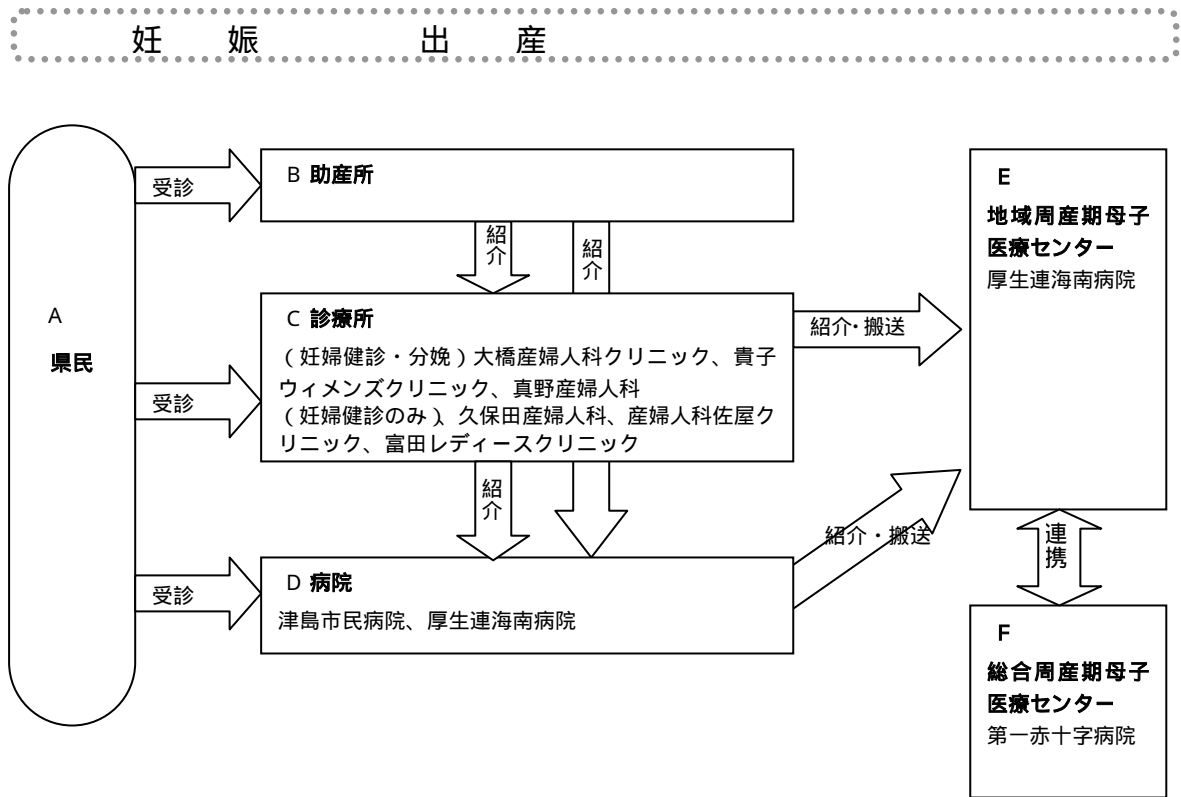 妊娠 出産
B 助産所
受診
紹介
紹介
A
県民
C 診療所
(妊婦健診・分娩)大橋産婦人科クリニック、貴子
ウィメンズクリニック、真野産婦人科
(妊婦健診のみ)、久保田産婦人科、産婦人科佐屋ク
リニック、富田レディースクリニック
受診
紹介・搬送
E
地域周産期母子
医療センター
厚生連海南病院
紹介
紹介・搬送
連携
D 病院
津島市民病院、厚生連海南病院
受診
F
総合周産期母子
医療センター
第一赤十字病院